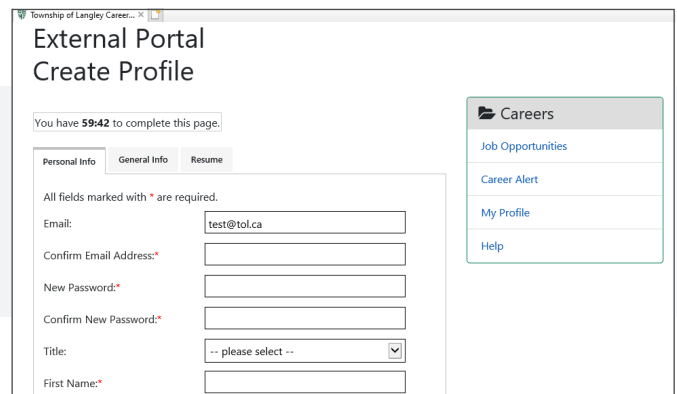 Township of Langley Career...
External Portal
Create Profile
You have 59:42 to complete this page.
Personal Info
General Info
Resume
All fields marked with * are required.
Email:
test@tol.ca
Confirm Email Address:*
New Password:*
Confirm New Password:*
Title:
-- please select --
First Name:*
Careers
Job Opportunities
Career Alert
My Profile
Help